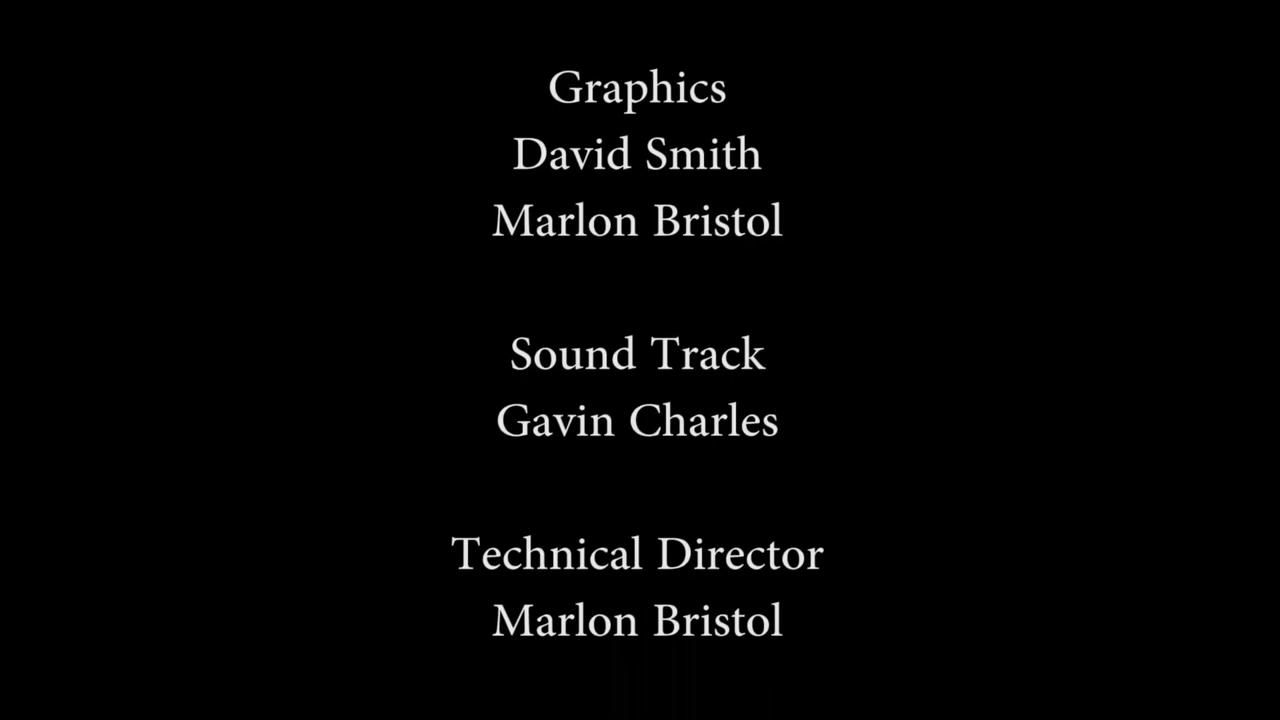 Graphics
David Smith
Marlon Bristol
Sound Track
Gavin Charles
Technical Director
Marlon Bristol